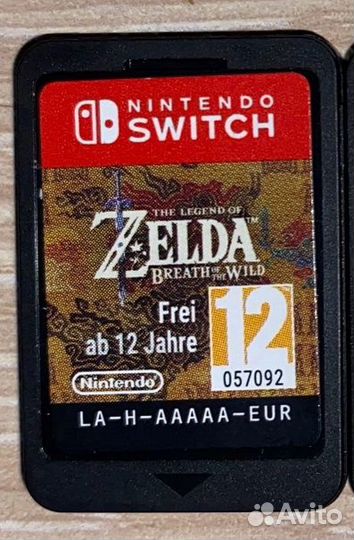 NINTENDO
SWITCH
THE LEGEND OF
ZELDA™
BREATH OF THE WILD
Frei
ab 12 Jahre
12
057092
Nintendo
LA-H-AAAAA-EUR
Avito